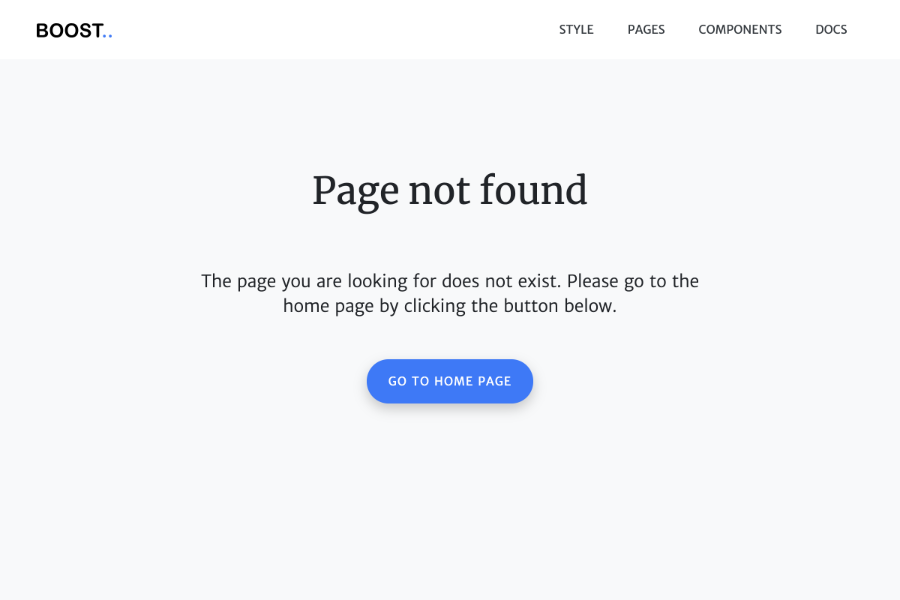 BOOST..
STYLE PAGES COMPONENTS DOCS
Page not found
The page you are looking for does not exist. Please go to the
home page by clicking the button below.
GO TO HOME PAGE